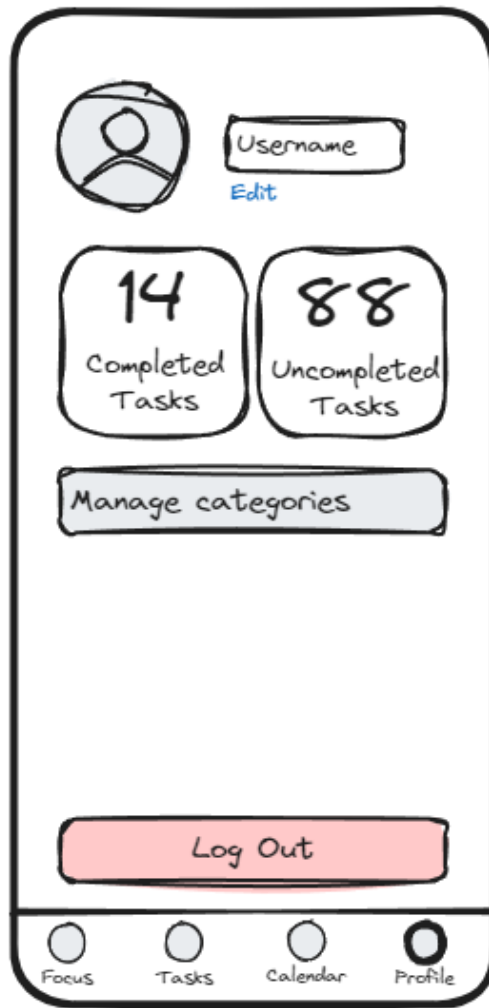 Username
Edit
14
Completed
Tasks
88
Uncompleted
Tasks
Manage categories
Log Out
Focus
Tasks
Calendar
Profile